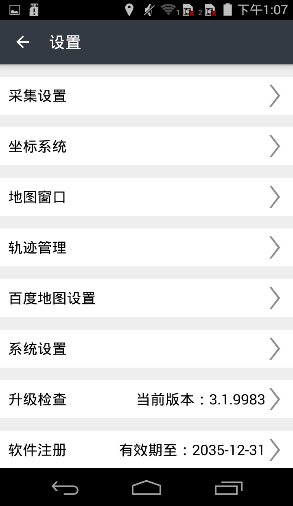 下午1:07
设置
采集设置
坐标系统
地图窗口
轨迹管理
百度地图设置
系统设置
升级检查 当前版本：3.1.9983
软件注册 有效期至：2035-12-31